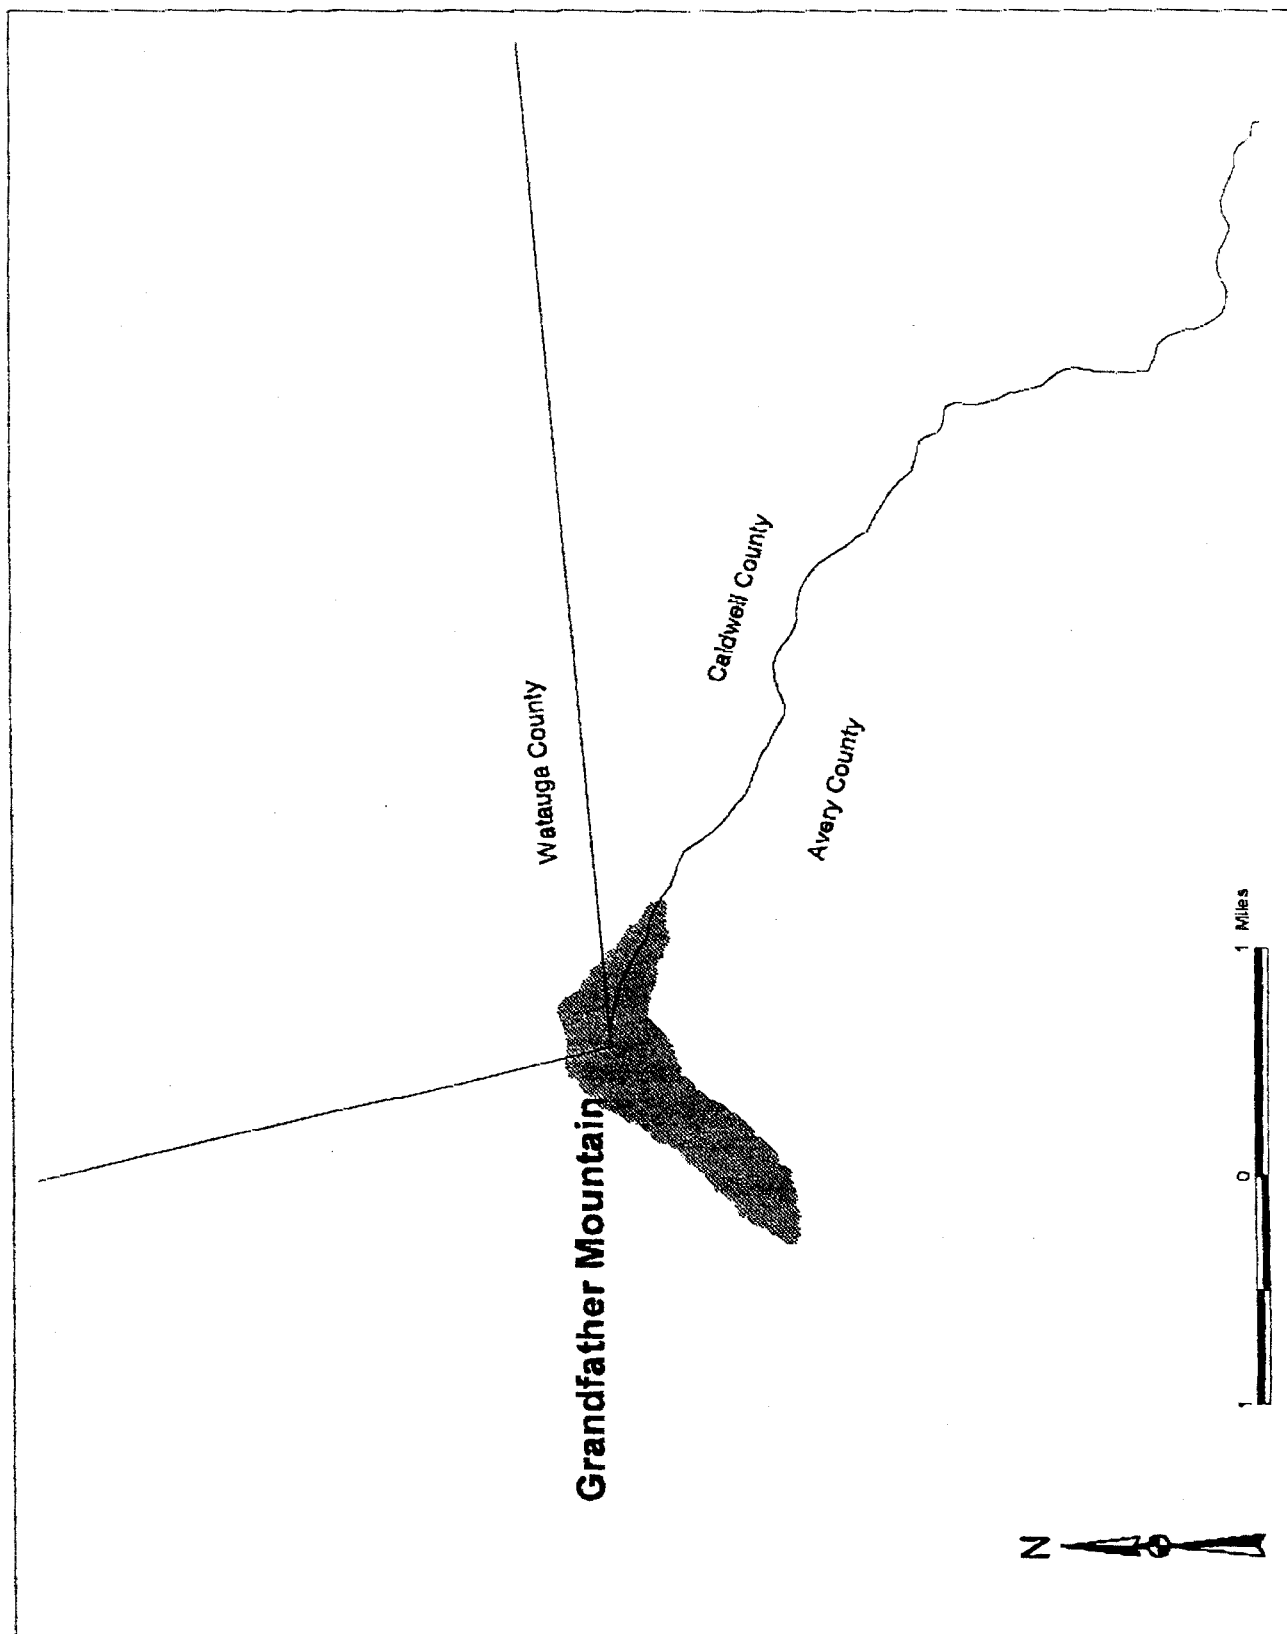 Watauga County
Caldwell County
Grandfather Mountain
Avery County
N
1
0
1 Miles